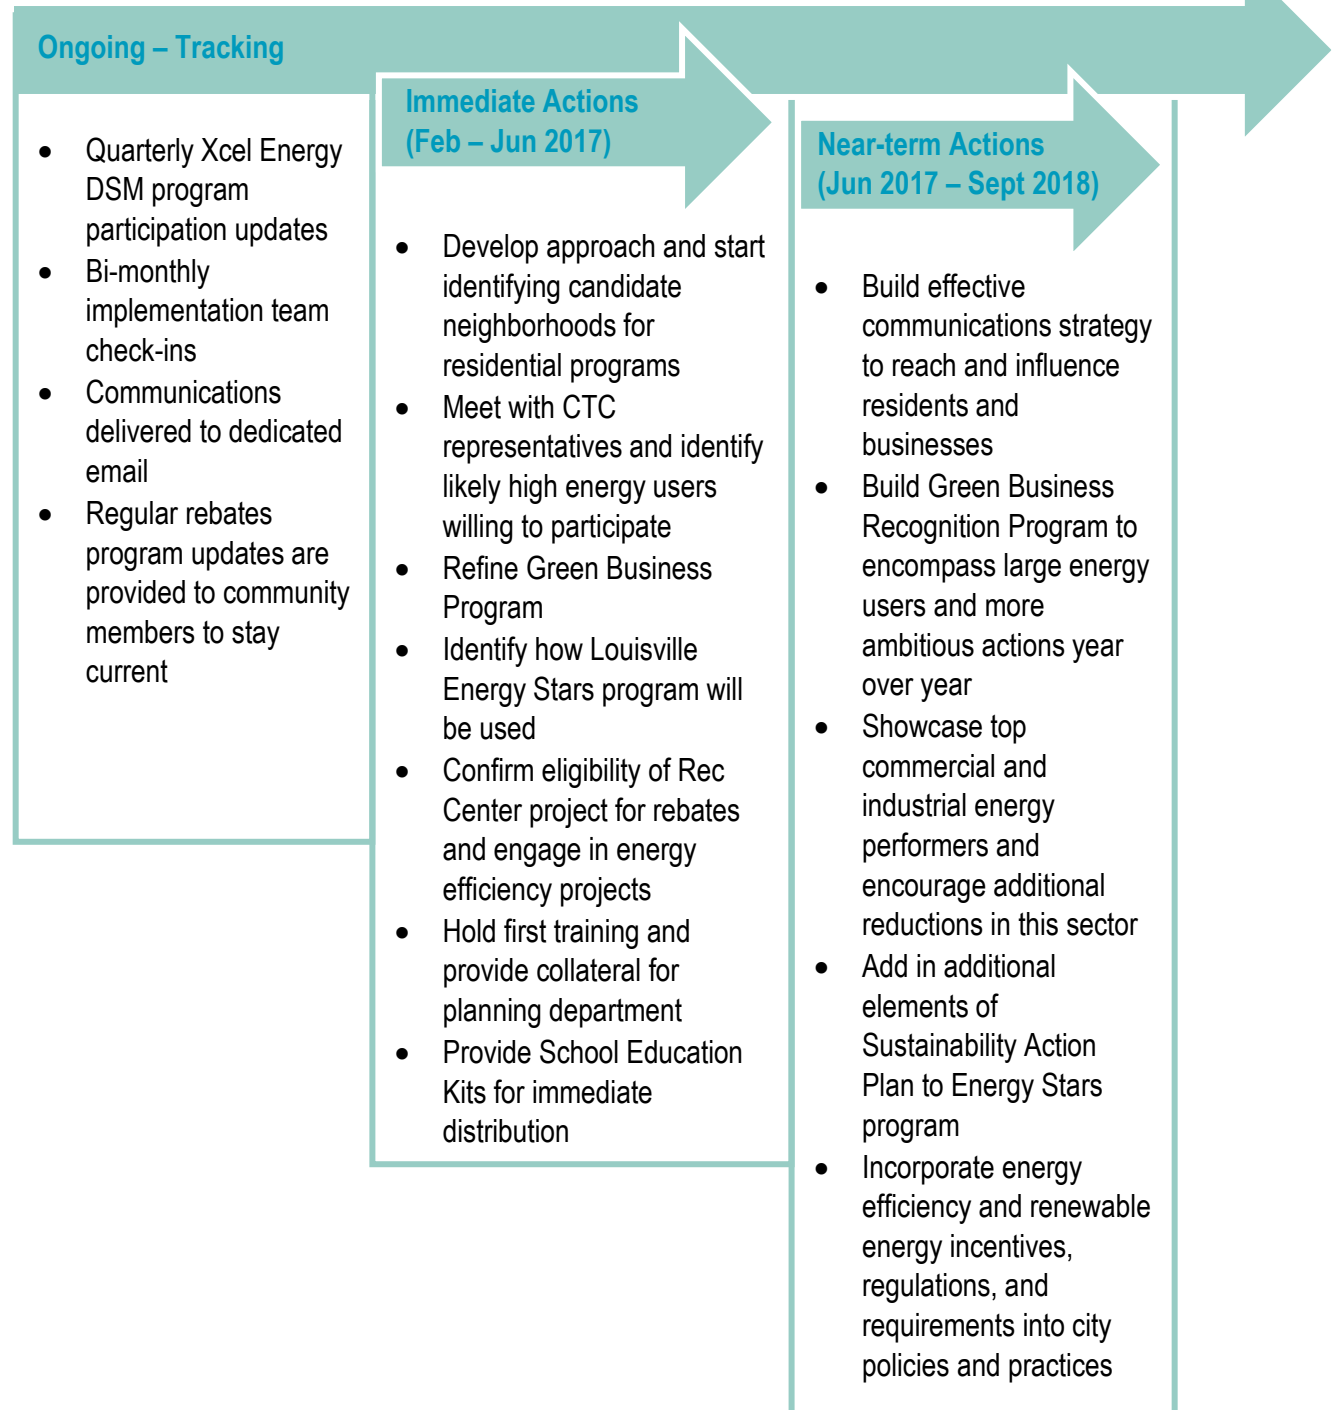 Ongoing – Tracking
• Quarterly Xcel Energy
DSM program
participation updates
• Bi-monthly
implementation team
check-ins
• Communications
delivered to dedicated
email
• Regular rebates
program updates are
provided to community
members to stay
current
Immediate Actions
(Feb – Jun 2017)
• Develop approach and start
identifying candidate
neighborhoods for
residential programs
• Meet with CTC
representatives and identify
likely high energy users
willing to participate
• Refine Green Business
Program
• Identify how Louisville
Energy Stars program will
be used
• Confirm eligibility of Rec
Center project for rebates
and engage in energy
efficiency projects
• Hold first training and
provide collateral for
planning department
• Provide School Education
Kits for immediate
distribution
Near-term Actions
(Jun 2017 – Sept 2018)
• Build effective
communications strategy
to reach and influence
residents and
businesses
• Build Green Business
Recognition Program to
encompass large energy
users and more
ambitious actions year
over year
• Showcase top
commercial and
industrial energy
performers and
encourage additional
reductions in this sector
• Add in additional
elements of
Sustainability Action
Plan to Energy Stars
program
• Incorporate energy
efficiency and renewable
energy incentives,
regulations, and
requirements into city
policies and practices